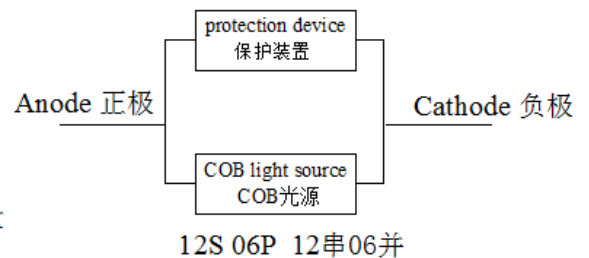 protection device
保护装置
Anode 正极
Cathode 负极
COB light source
COB光源
12S 06P 12串06并